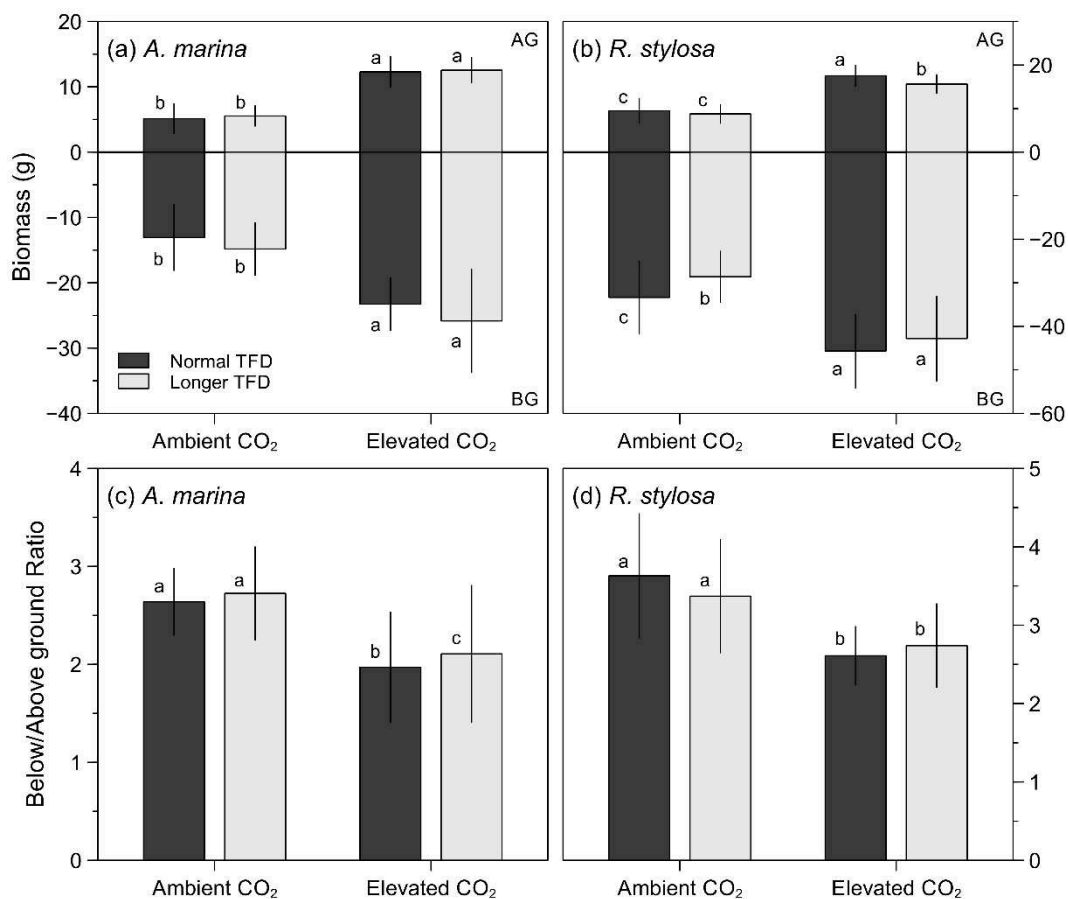 (a) A. marina
AG
(b) R. stylosa
AG
20
10
0
−10
−20
−30
−40
Biomass (g)
b
b
a
a
b
b
a
a
Normal TFD
Longer TFD
BG
c
c
a
b
c
b
a
a
BG
20
0
−20
−40
−60
Ambient CO₂
Elevated CO₂
Ambient CO₂
Elevated CO₂
(c) A. marina
(d) R. stylosa
4
3
2
1
0
Below/Above ground Ratio
a
a
b
c
a
a
b
b
5
4
3
2
1
0
Ambient CO₂
Elevated CO₂
Ambient CO₂
Elevated CO₂